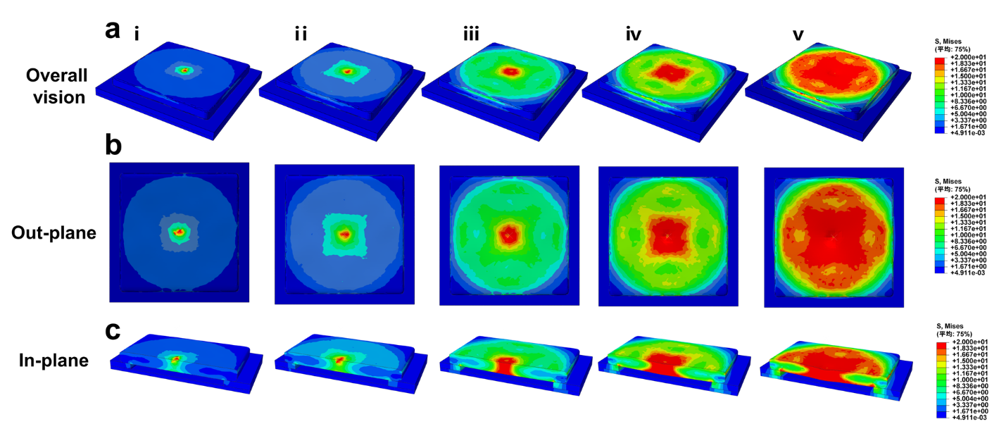 a i ii iii iv v
Overall
vision
S, Mises
(平均: 75%)
+2.000e+01
+1.833e+01
+1.667e+01
+1.500e+01
+1.333e+01
+1.167e+01
+1.000e+01
+8.336e+00
+6.670e+00
+5.004e+00
+3.337e+00
+1.671e+00
+4.911e-03
b
Out-plane
S, Mises
(平均: 75%)
+2.000e+01
+1.833e+01
+1.667e+01
+1.500e+01
+1.333e+01
+1.167e+01
+1.000e+01
+8.336e+00
+6.670e+00
+5.004e+00
+3.337e+00
+1.671e+00
+4.911e-03
c
In-plane
S, Mises
(平均: 75%)
+2.000e+01
+1.833e+01
+1.667e+01
+1.500e+01
+1.333e+01
+1.167e+01
+1.000e+01
+8.336e+00
+6.670e+00
+5.004e+00
+3.337e+00
+1.671e+00
+4.911e-03